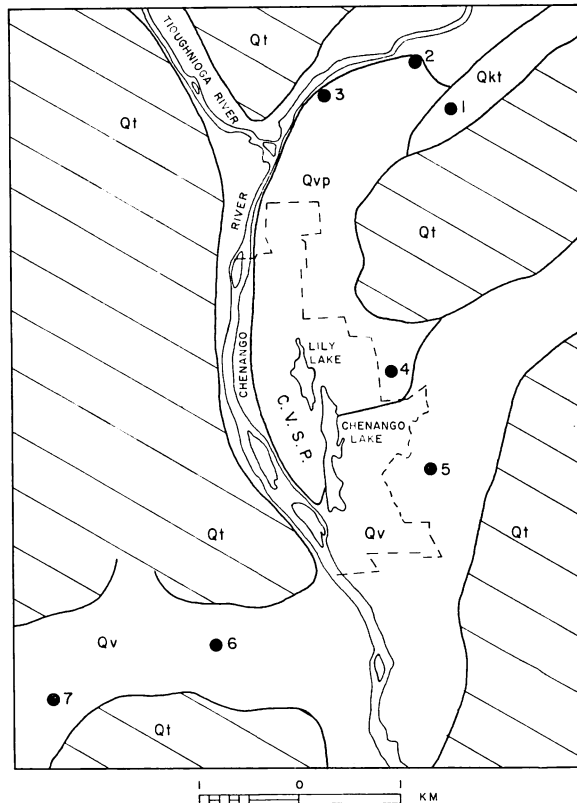 TIOUGHNIOGA RIVER
Qt
2
Qkt
3
1
Qt
Qvp
RIVER
Qt
CHENANGO
LILY
LAKE
4
C.V.S.P.
CHENANGO
LAKE
5
Qt
Qv
Qt
Qv
6
7
Qt
1 0 1 KM